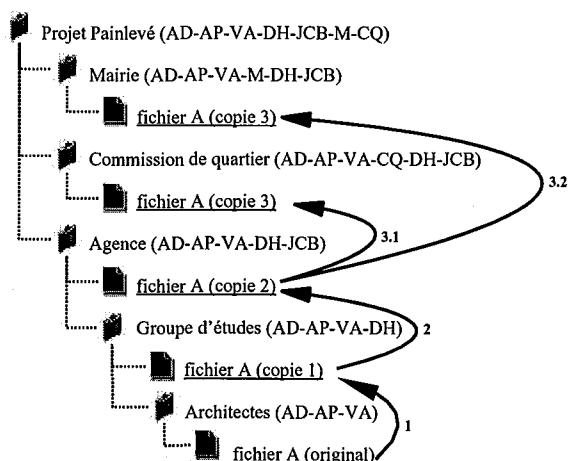 Projet Painlevé (AD-AP-VA-DH-JCB-M-CQ)
Mairie (AD-AP-VA-M-DH-JCB)
fichier A (copie 3)
3.2
Commission de quartier (AD-AP-VA-CQ-DH-JCB)
fichier A (copie 3)
3.1
Agence (AD-AP-VA-DH-JCB)
fichier A (copie 2)
Groupe d'études (AD-AP-VA-DH)
2
fichier A (copie 1)
Architectes (AD-AP-VA)
1
fichier A (original)